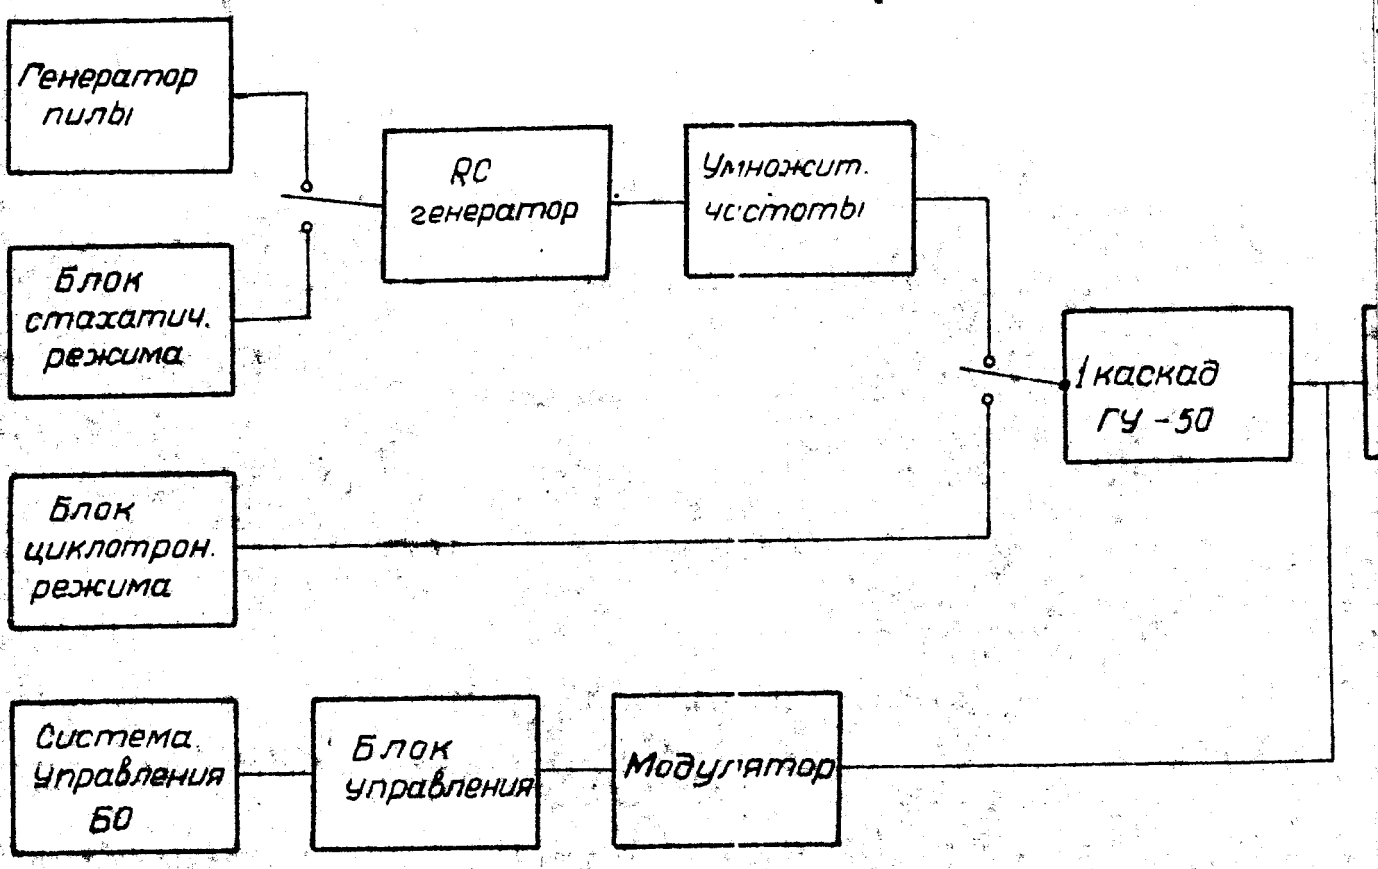 Генератор
пилы
RC
генератор
Умножит.
частоты
Блок
стахатич.
режима
1 каскад
ГУ-50
Блок
циклотрон.
режима
Система
Управления
БО
Блок
управления
Модулятор